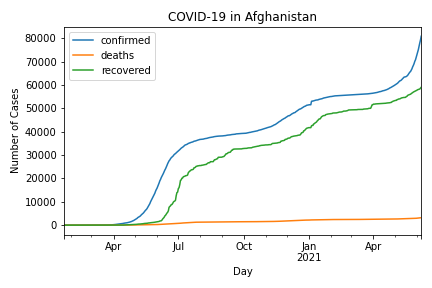 COVID-19 in Afghanistan
confirmed
deaths
recovered
Number of Cases
80000
70000
60000
50000
40000
30000
20000
10000
0
Apr
Jul
Oct
Jan
2021
Apr
Day